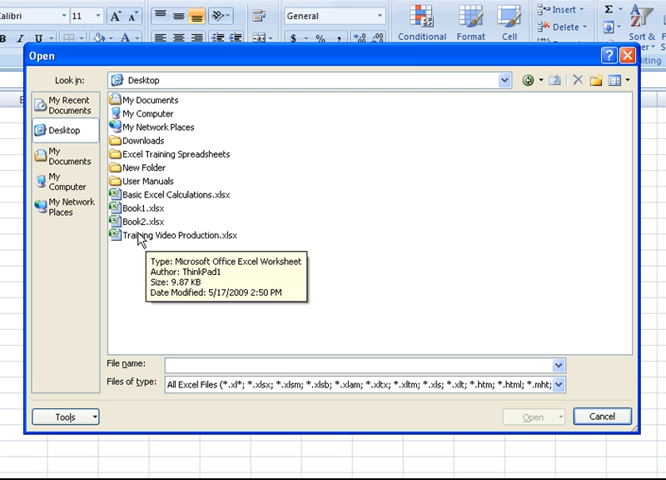 Calibri
11
A
A
General
Conditional
Format
Cell
Insert
Delete
Σ
Sort &
B
I
U
A
$
%
,
Open
?
Look in:
Desktop
My Recent
Documents
Desktop
My
Documents
My
Computer
My Network
Places
My Documents
My Computer
My Network Places
Downloads
Excel Training Spreadsheets
New Folder
User Manuals
Basic Excel Calculations.xlsx
Book1.xlsx
Book2.xlsx
Training Video Production.xlsx
Type: Microsoft Office Excel Worksheet
Author: ThinkPad1
Size: 9.87 KB
Date Modified: 5/17/2009 2:50 PM
File name:
Files of type:
All Excel Files (*.xl*; *.xlsx; *.xlsm; *.xlsb; *.xlam; *.xltx; *.xltm; *.xls; *.xlt; *.htm; *.html; *.mht;
Tools
Open
Cancel